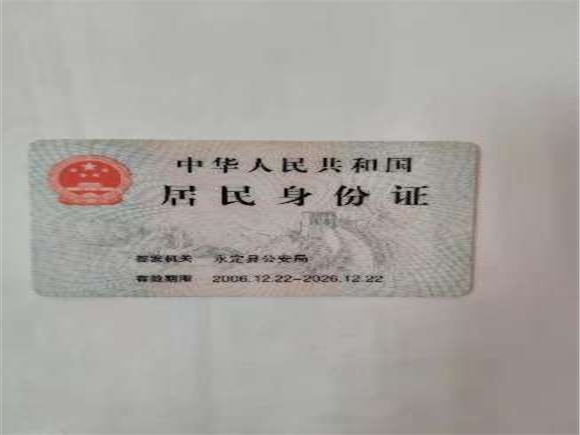 中华人民共和国
居民身份证
签发机关 永定县公安局
有效期限 2006.12.22-2026.12.22